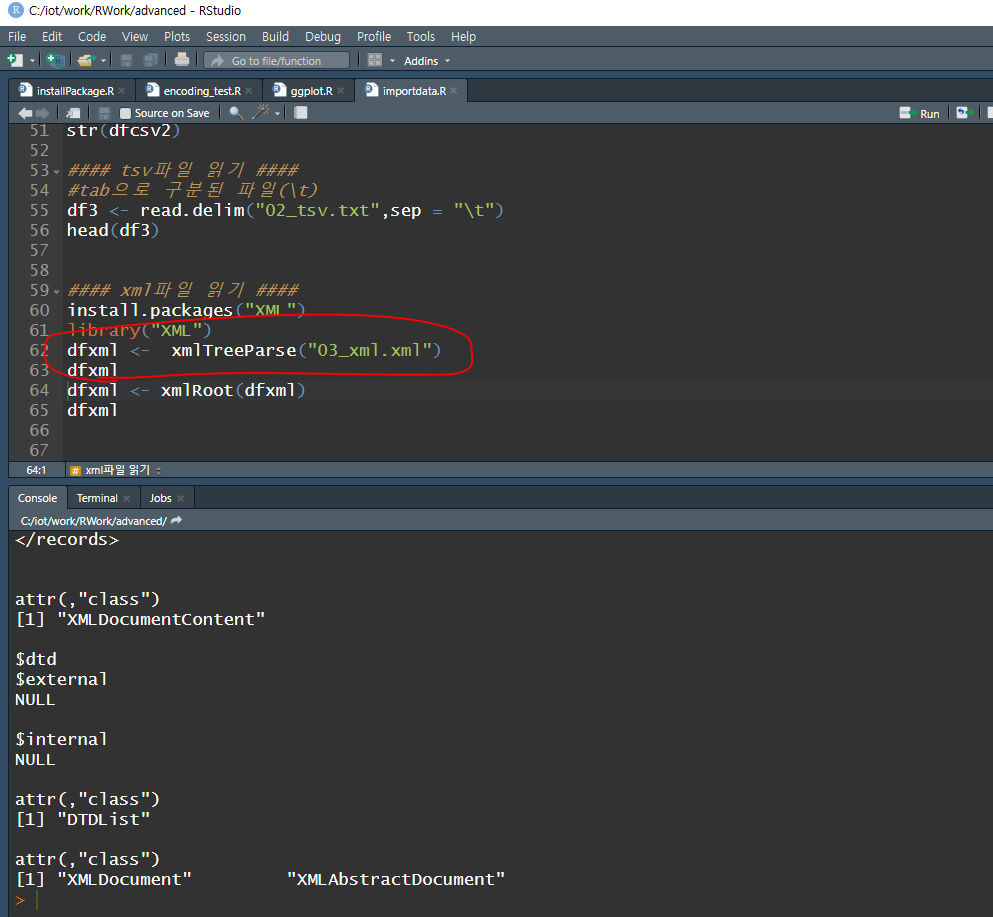 C:/iot/work/RWork/advanced - RStudio
File Edit Code View Plots Session Build Debug Profile Tools Help
Go to file/function Addins
installPackage.R encoding_test.R ggplot.R importdata.R
Source on Save Run
51 str(dfcsv2)
52
53 #### tsv파일 읽기 ####
54 #tab으로 구분된 파일(\t)
55 df3 <- read.delim("02_tsv.txt",sep = "\t")
56 head(df3)
57
58
59 #### xml파일 읽기 ####
60 install.packages("XML")
61 library("XML")
62 dfxml <-  xmlTreeParse("03_xml.xml")
63 dfxml
64 dfxml <- xmlRoot(dfxml)
65 dfxml
66
67
64:1 # xml파일 읽기
Console Terminal Jobs
C:/iot/work/RWork/advanced/
</records>
attr(,"class")
[1] "XMLDocumentContent"
$dtd
$external
NULL
$internal
NULL
attr(,"class")
[1] "DTDList"
attr(,"class")
[1] "XMLDocument"         "XMLAbstractDocument"
>